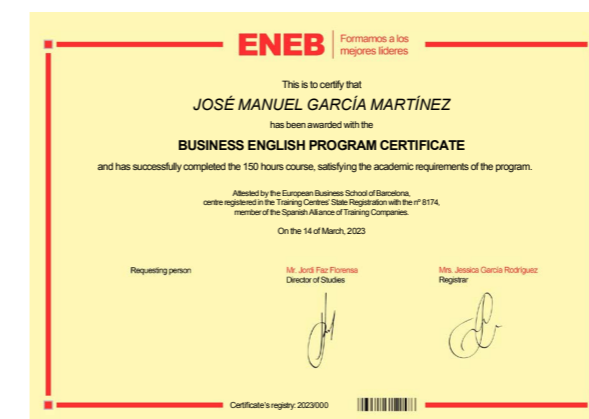 ENEB
Formamos a los
mejores líderes
This is to certify that
JOSÉ MANUEL GARCÍA MARTÍNEZ
has been awarded with the
BUSINESS ENGLISH PROGRAM CERTIFICATE
and has successfully completed the 150 hours course, satisfying the academic requirements of the program.
Attested by the European Business School of Barcelona,
centre registered in the Training Centres' State Registration with the nº 8174,
member of the Spanish Alliance of Training Companies.
On the 14 of March, 2023
Requesting person
Mr. Jordi Faz Florensa
Director of Studies
Mrs. Jessica García Rodríguez
Registrar
Certificate's registry: 2023/000